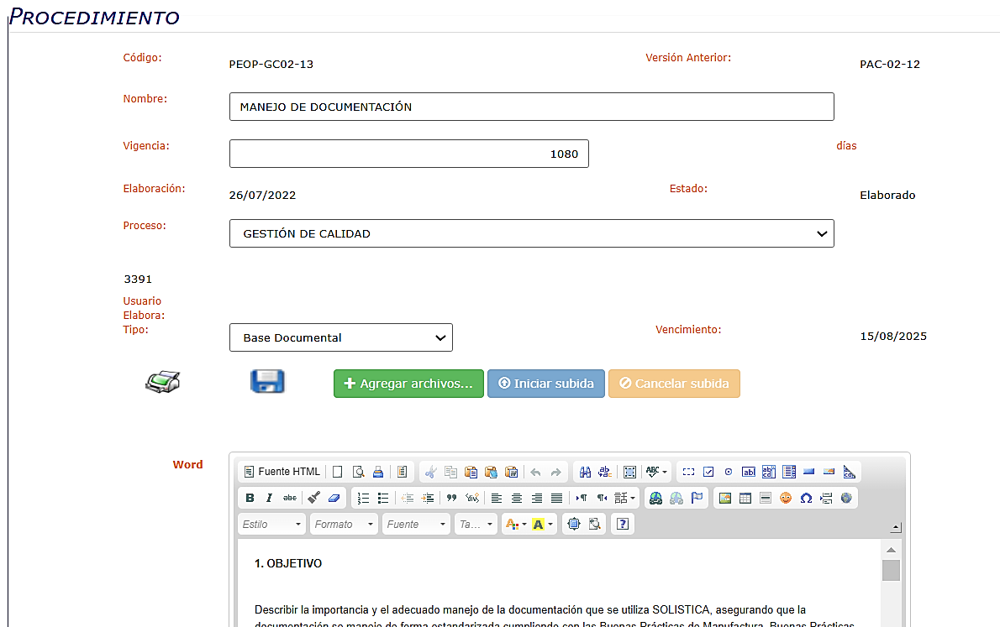 PROCEDIMIENTO
Código: PEOP-GC02-13 Versión Anterior: PAC-02-12
Nombre: MANEJO DE DOCUMENTACIÓN
Vigencia: 1080 días
Elaboración: 26/07/2022 Estado: Elaborado
Proceso: GESTIÓN DE CALIDAD
3391
Usuario
Elabora:
Tipo: Base Documental Vencimiento: 15/08/2025
Agregar archivos... Iniciar subida Cancelar subida
Word
Fuente HTML
Estilo Formato Fuente Ta...
1. OBJETIVO
Describir la importancia y el adecuado manejo de la documentación que se utiliza SOLISTICA, asegurando que la
documentación se maneje de forma estandarizada cumpliendo con las Buenas Prácticas de Manufactura, Buenas Prácticas